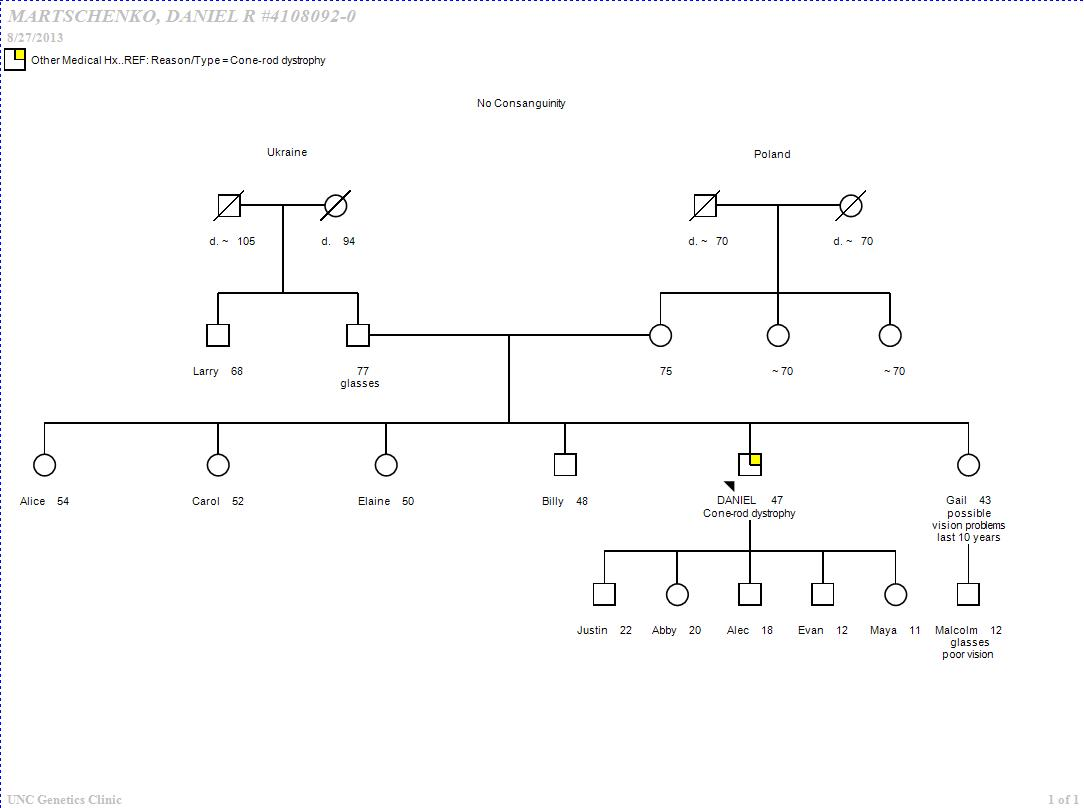 MARTSCHENKO, DANIEL R #4108092-0
8/27/2013
Other Medical Hx..REF: Reason/Type = Cone-rod dystrophy
No Consanguinity
Ukraine
Poland
d. ~ 105
d. 94
d. ~ 70
d. ~ 70
Larry 68
77
glasses
75
~ 70
~ 70
Alice 54
Carol 52
Elaine 50
Billy 48
DANIEL 47
Cone-rod dystrophy
Gail 43
possible
vision problems
last 10 years
Justin 22
Abby 20
Alec 18
Evan 12
Maya 11
Malcolm 12
glasses
poor vision
UNC Genetics Clinic
1 of 1